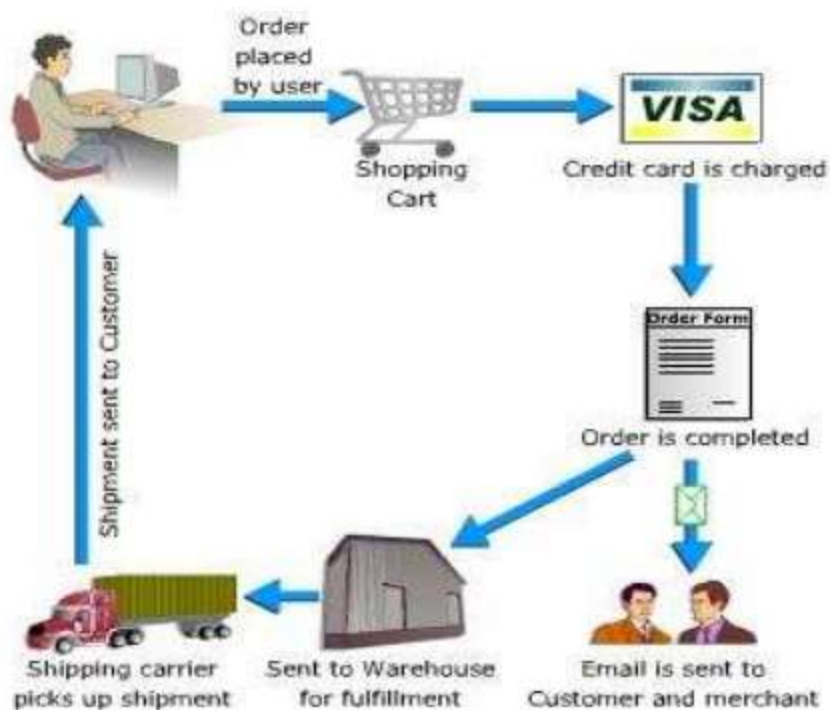 Order
placed
by user
Shopping
Cart
VISA
Credit card is charged
Order Form
Order is completed
Shipment sent to Customer
Shipping carrier
picks up shipment
Sent to Warehouse
for fulfillment
Email is sent to
Customer and merchant